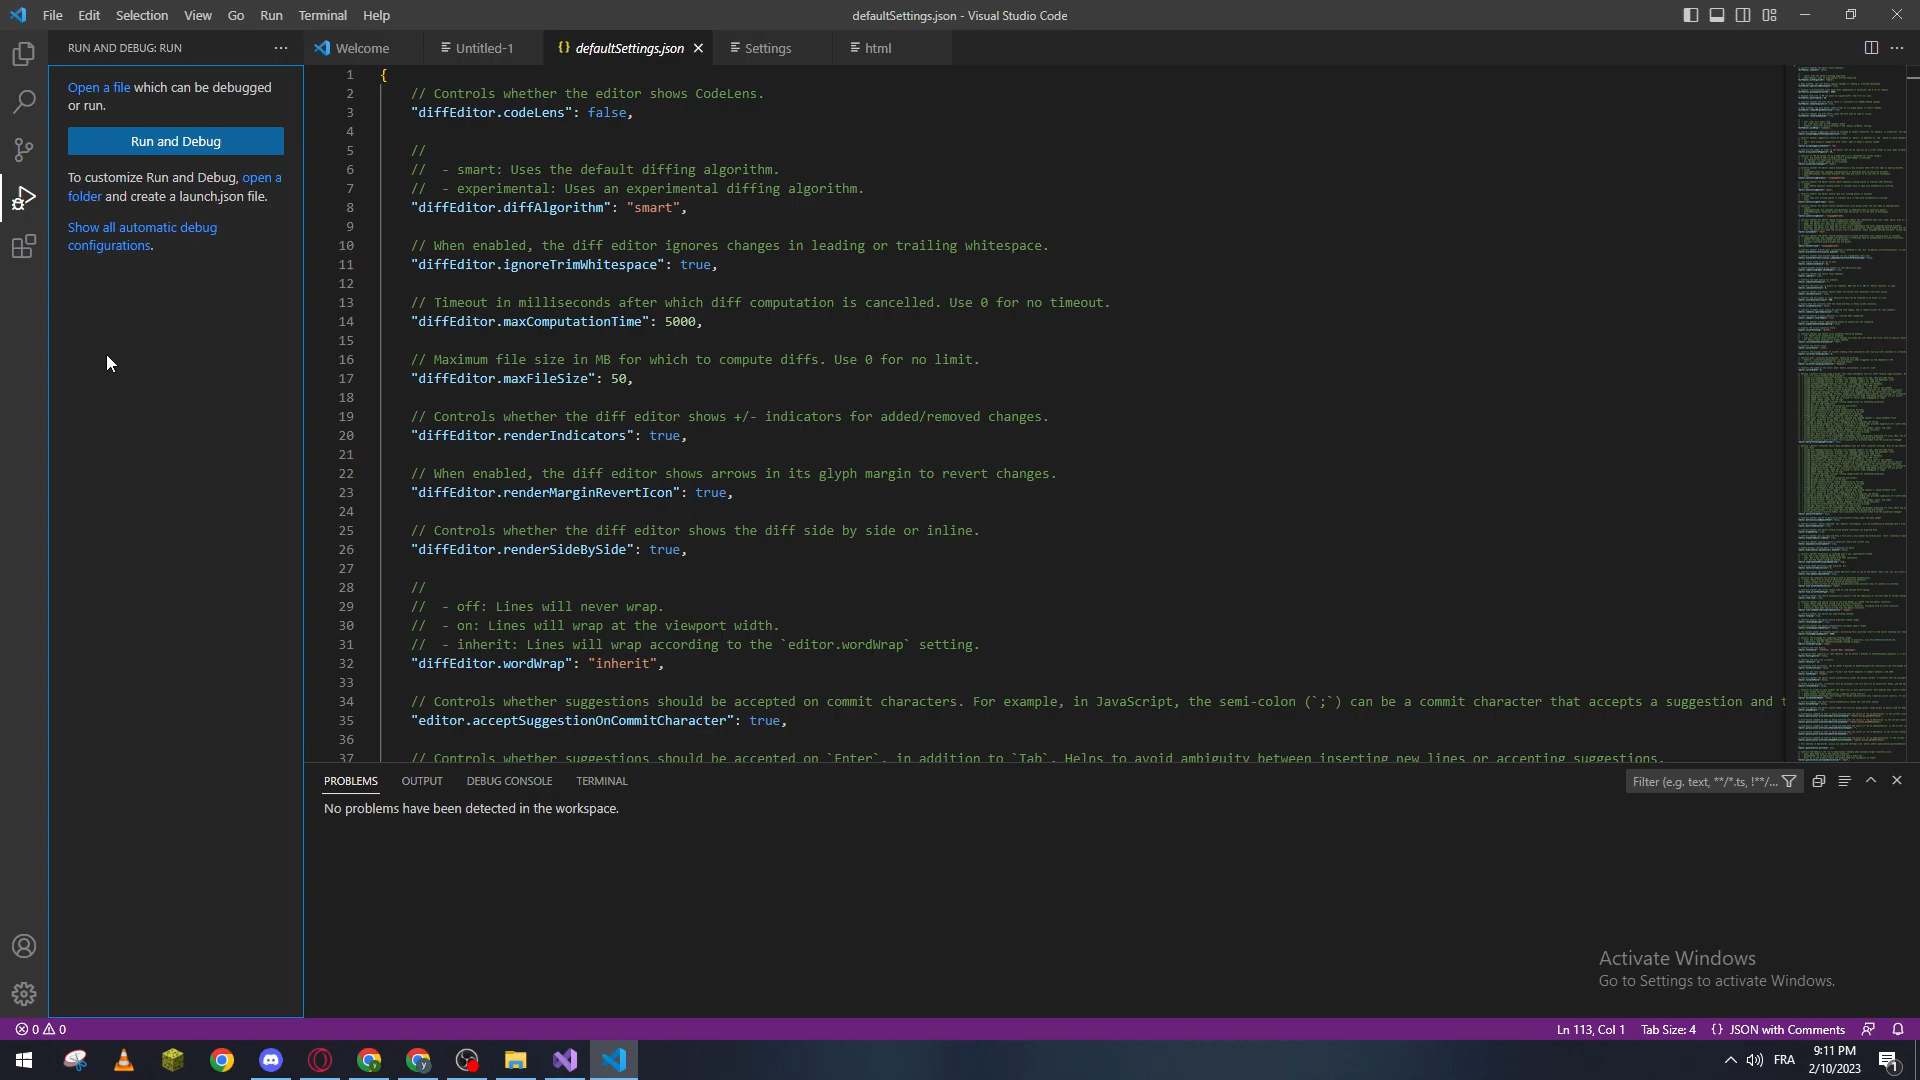 File Edit Selection View Go Run Terminal Help
defaultSettings.json - Visual Studio Code
RUN AND DEBUG: RUN
Welcome
Untitled-1
{} defaultSettings.json
Settings
html
Open a file which can be debugged
or run.
Run and Debug
To customize Run and Debug, open a
folder and create a launch.json file.
Show all automatic debug
configurations.
1 {
2 // Controls whether the editor shows CodeLens.
3 "diffEditor.codeLens": false,
4
5 //
6 //  - smart: Uses the default diffing algorithm.
7 //  - experimental: Uses an experimental diffing algorithm.
8 "diffEditor.diffAlgorithm": "smart",
9
10 // When enabled, the diff editor ignores changes in leading or trailing whitespace.
11 "diffEditor.ignoreTrimWhitespace": true,
12
13 // Timeout in milliseconds after which diff computation is cancelled. Use 0 for no timeout.
14 "diffEditor.maxComputationTime": 5000,
15
16 // Maximum file size in MB for which to compute diffs. Use 0 for no limit.
17 "diffEditor.maxFileSize": 50,
18
19 // Controls whether the diff editor shows +/- indicators for added/removed changes.
20 "diffEditor.renderIndicators": true,
21
22 // When enabled, the diff editor shows arrows in its glyph margin to revert changes.
23 "diffEditor.renderMarginRevertIcon": true,
24
25 // Controls whether the diff editor shows the diff side by side or inline.
26 "diffEditor.renderSideBySide": true,
27
28 //
29 //  - off: Lines will never wrap.
30 //  - on: Lines will wrap at the viewport width.
31 //  - inherit: Lines will wrap according to the `editor.wordWrap` setting.
32 "diffEditor.wordWrap": "inherit",
33
34 // Controls whether suggestions should be accepted on commit characters. For example, in JavaScript, the semi-colon (`;`) can be a commit character that accepts a suggestion and t
35 "editor.acceptSuggestionOnCommitCharacter": true,
36
37 // Controls whether suggestions should be accepted on `Enter`, in addition to `Tab`. Helps to avoid ambiguity between inserting new lines or accepting suggestions.
PROBLEMS OUTPUT DEBUG CONSOLE TERMINAL
Filter (e.g. text, **/*.ts, !**/...
No problems have been detected in the workspace.
Activate Windows
Go to Settings to activate Windows.
0 0
Ln 113, Col 1 Tab Size: 4 {} JSON with Comments
FRA
9:11 PM
2/10/2023
1